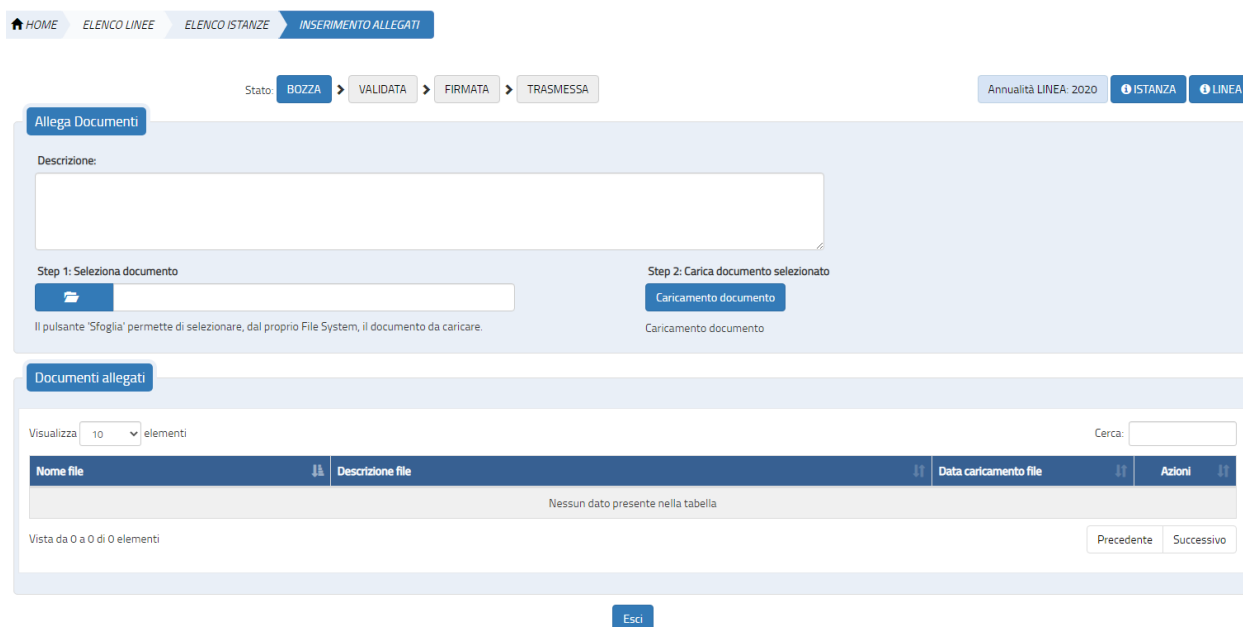 HOME ELENCO LINEE ELENCO ISTANZE INSERIMENTO ALLEGATI
Stato: BOZZA VALIDATA FIRMATA TRASMESSA Annualità LINEA: 2020 ISTANZA LINEA
Allega Documenti
Descrizione:
Step 1: Seleziona documento Step 2: Carica documento selezionato
Caricamento documento
Il pulsante 'Sfoglia' permette di selezionare, dal proprio File System, il documento da caricare. Caricamento documento
Documenti allegati
Visualizza 10 elementi Cerca:
Nome file Descrizione file Data caricamento file Azioni
Nessun dato presente nella tabella
Vista da 0 a 0 di 0 elementi Precedente Successivo
Esci